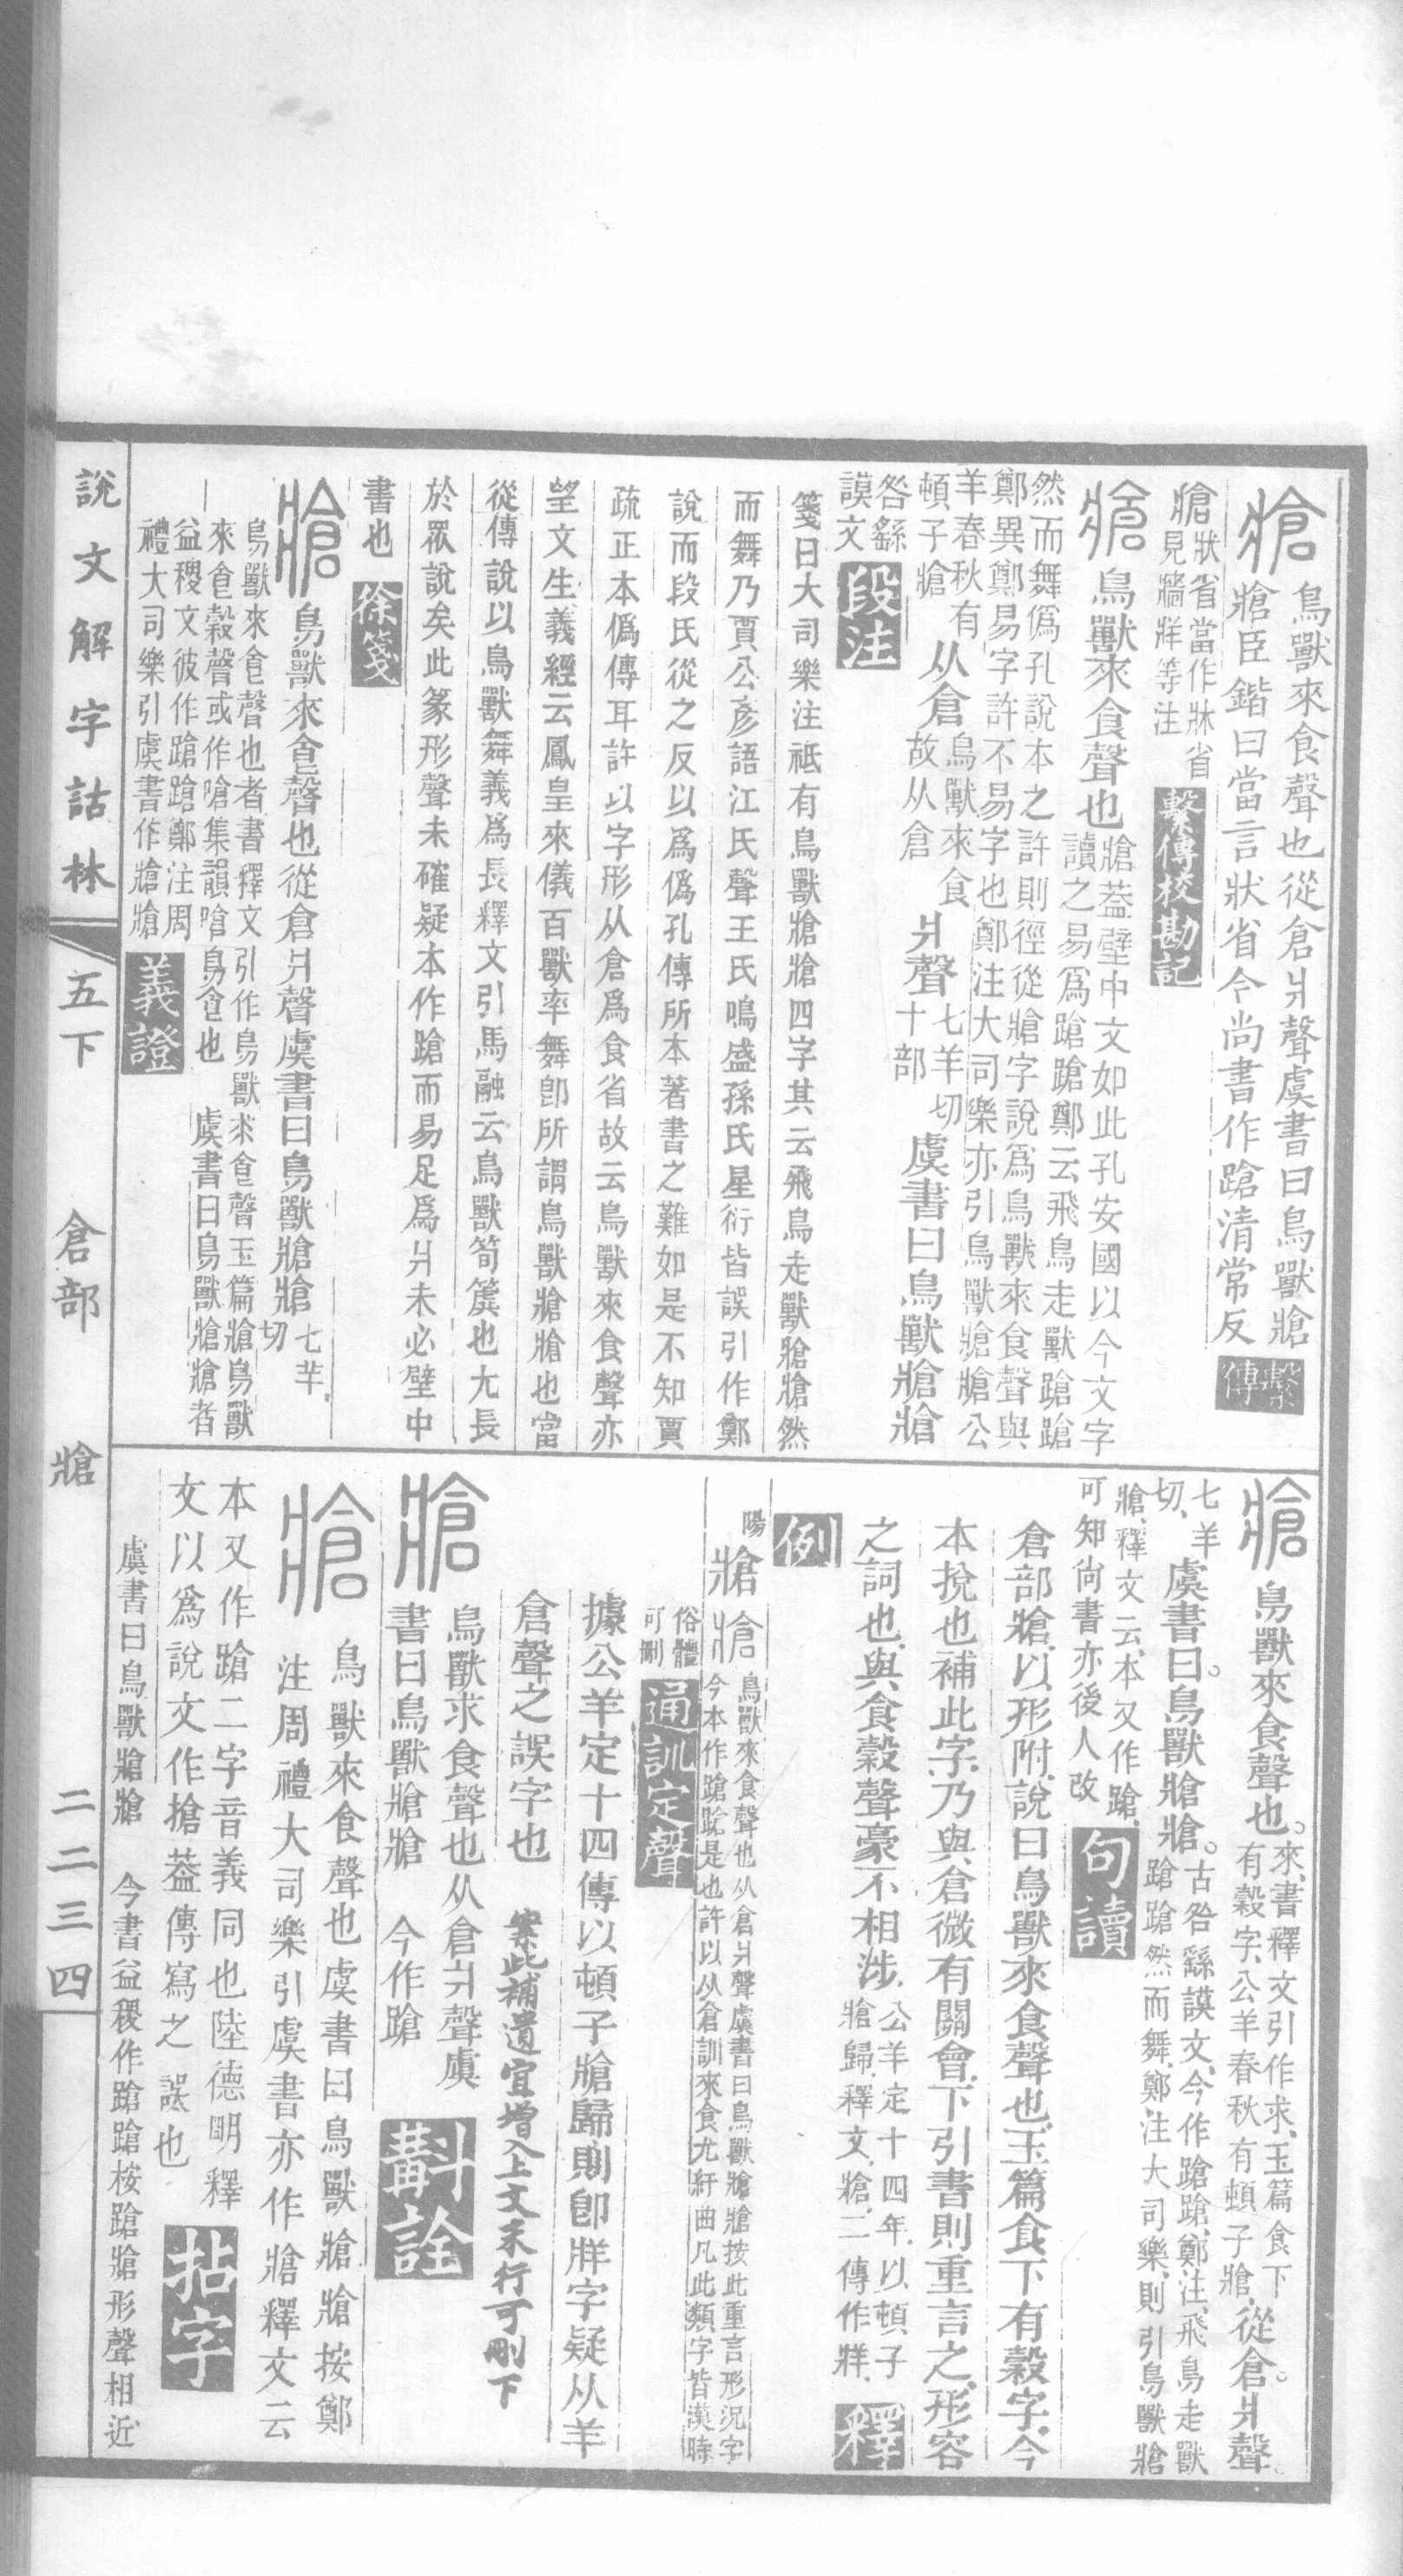 牄 鳥獸來食聲也從倉爿聲虞書曰鳥獸牄
牄臣鍇曰當言狀省今尚書作蹌清常反 繫傳
牄 狀省當作牀省
見牆牂等注 繫傳校勘記
牄 鳥獸來食聲也 牄葢壁中文如此孔安國以今文字
讀之易爲蹌蹌鄭云飛鳥走獸蹌蹌
然而舞僞孔說本之許則徑從牄字說爲鳥獸來食聲與
鄭異鄭易字許不易字也鄭注大司樂亦引鳥獸牄牄公
羊春秋有
頓子牄 从倉 鳥獸來食
故从倉 爿聲 七羊切
十部 虞書曰鳥獸牄牄
咎繇
謨文 段注
箋曰大司樂注祗有鳥獸牄牄四字其云飛鳥走獸牄牄然
而舞乃賈公彥語江氏聲王氏鳴盛孫氏星衍皆誤引作鄭
說而段氏從之反以爲僞孔傳所本著書之難如是不知賈
疏正本僞傳耳許以字形从倉爲食省故云鳥獸來食聲亦
望文生義經云鳳皇來儀百獸率舞卽所謂鳥獸牄牄也當
從傳說以鳥獸舞義爲長釋文引馬融云鳥獸筍簴也尤長
於眾說矣此篆形聲未確疑本作蹌而易足爲爿未必壁中
書也 徐箋
牄 鳥獸來食聲也從倉爿聲虞書曰鳥獸牄牄 七羊
切
鳥獸來食聲也者書釋文引作鳥獸求食聲玉篇牄鳥獸
來食穀聲或作嗆集韻嗆鳥食也 虞書曰鳥獸牄牄者
益稷文彼作蹌蹌鄭注周
禮大司樂引虞書作牄牄 義證
說文解字詁林 五下 倉部 牄 二二三四
牄 鳥獸來食聲也。 來、書釋文引作求、玉篇食下
有穀字、公羊春秋有頓子牄、 從倉。爿聲。
七羊
切、 虞書曰。鳥獸牄牄。 古咎繇謨文、今作蹌蹌、鄭注、飛鳥走獸
蹌蹌然而舞、鄭注大司樂、則引鳥獸牄
牄、釋文云、本又作蹌、
可知尙書亦後人改 句讀
倉部牄、以形附、說曰鳥獸來食聲也、玉篇食下有穀字、今
本挩也、補此字、乃與倉微有關會、下引書則重言之、形容
之詞也、與食穀聲豪不相涉、 公羊定十四年、以頓子
牄歸、釋文、牄、二傳作牂、 釋
例
陽
牄 鳥獸來食聲也从倉爿聲虞書曰鳥獸牄牄按此重言形況字
今本作蹌蹌是也許以从倉訓來食尤紆曲凡此類字皆漢時
俗體
可刪 通訓定聲
據公羊定十四傳以頓子牄歸則卽牂字疑从羊
倉聲之誤字也 案此補遺宜增入上文末行可刪下
牄 鳥獸求食聲也从倉爿聲虞
書曰鳥獸牄牄 今作蹌 斠詮
牄 鳥獸來食聲也虞書曰鳥獸牄牄按鄭
注周禮大司樂引虞書亦作牄釋文云
本又作蹌二字音義同也陸德明釋
文以爲說文作搶葢傳寫之誤也 拈字
虞書曰鳥獸牄牄 今書益稷作蹌蹌桉蹌牄形聲相近